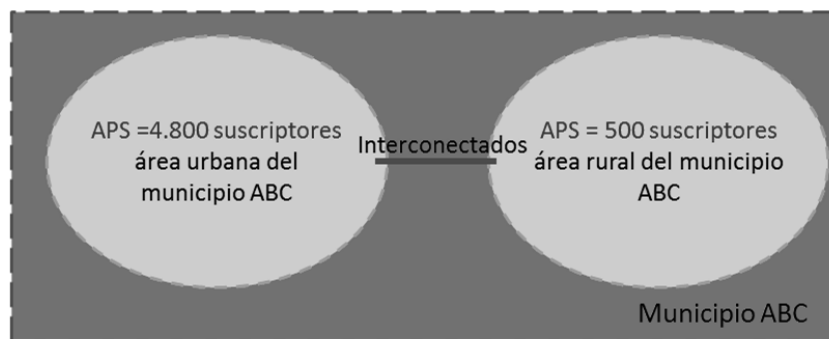 APS =4.800 suscriptores
área urbana del
municipio ABC
Interconectados
APS = 500 suscriptores
área rural del municipio
ABC
Municipio ABC